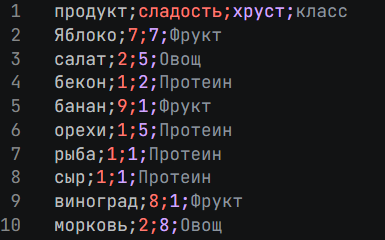 1 продукт;сладость;хруст;класс
2 Яблоко;7;7;Фрукт
3 салат;2;5;Овощ
4 бекон;1;2;Протеин
5 банан;9;1;Фрукт
6 орехи;1;5;Протеин
7 рыба;1;1;Протеин
8 сыр;1;1;Протеин
9 виноград;8;1;Фрукт
10 морковь;2;8;Овощ